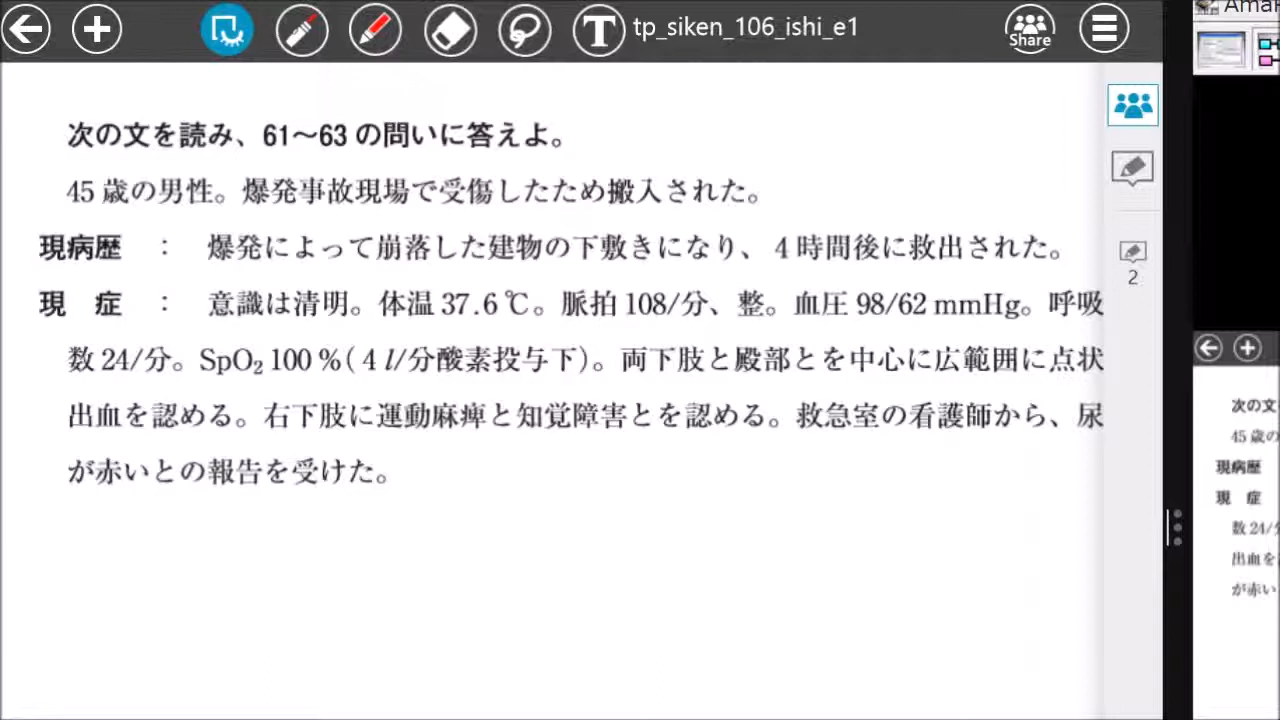 tp_siken_106_ishi_e1
Share
Amar
次の文を読み、61～63 の問いに答えよ。
45 歳の男性。爆発事故現場で受傷したため搬入された。
現病歴 ： 爆発によって崩落した建物の下敷きになり、4 時間後に救出された。
現 症 ： 意識は清明。体温 37.6 ℃。脈拍 108/分、整。血圧 98/62 mmHg。呼吸
数 24/分。SpO₂ 100 %( 4 l/分酸素投与下)。両下肢と殿部とを中心に広範囲に点状
出血を認める。右下肢に運動麻痺と知覚障害とを認める。救急室の看護師から、尿
が赤いとの報告を受けた。
2
次の文
45 歳の
現病歴
現 症
数 24/
出血を
が赤い